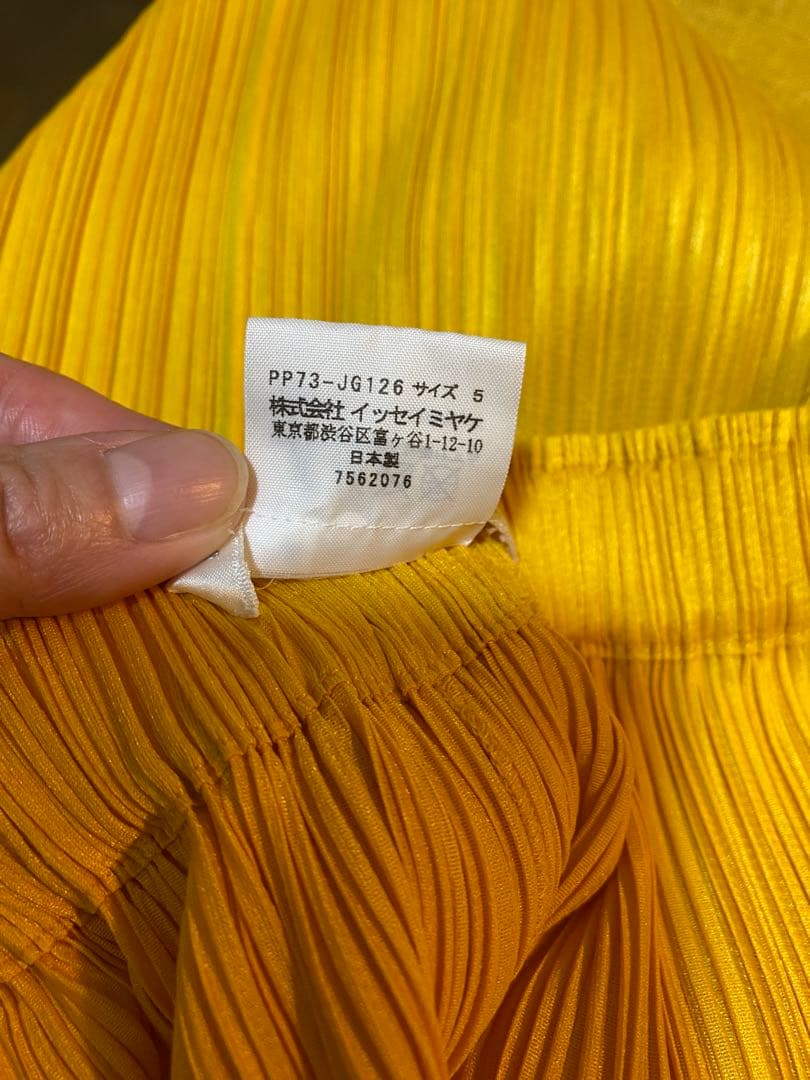 PP73-JG126 サイズ 5
株式会社 イッセイミヤケ
東京都渋谷区富ヶ谷1-12-10
日本製
7562076